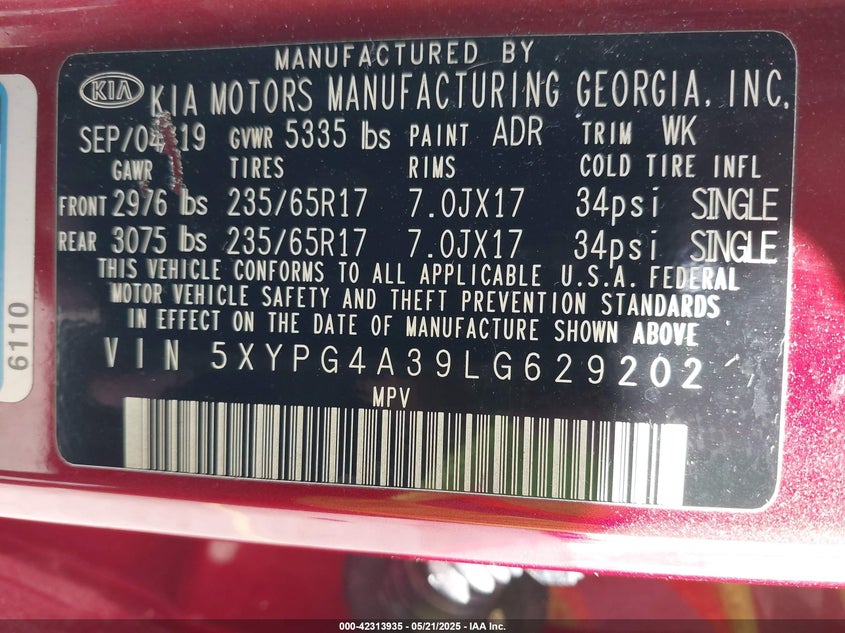 MANUFACTURED BY
KIA KIA MOTORS MANUFACTURING GEORGIA, INC.
SEP/04/19 GVWR 5335 lbs PAINT ADR TRIM WK
GAWR TIRES RIMS COLD TIRE INFL
FRONT 2976 lbs 235/65R17 7.0JX17 34psi SINGLE
REAR 3075 lbs 235/65R17 7.0JX17 34psi SINGLE
THIS VEHICLE CONFORMS TO ALL APPLICABLE U.S.A. FEDERAL
MOTOR VEHICLE SAFETY AND THEFT PREVENTION STANDARDS
IN EFFECT ON THE DATE OF MANUFACTURE SHOWN ABOVE
VIN 5XYPG4A39LG629202
MPV
6110
000-42313935 - 05/21/2025 - IAA Inc.